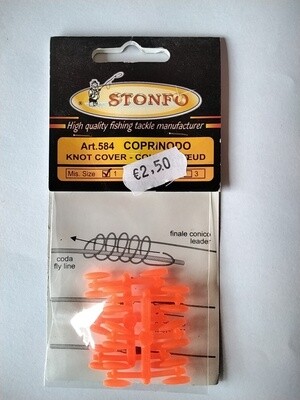 STONFO
High quality fishing tackle manufacturer
Art.584 COPRiNODO
KNOT COVER - EUD
Mis. Size 1 3
€2,50
finale conico
leader
coda
fly line